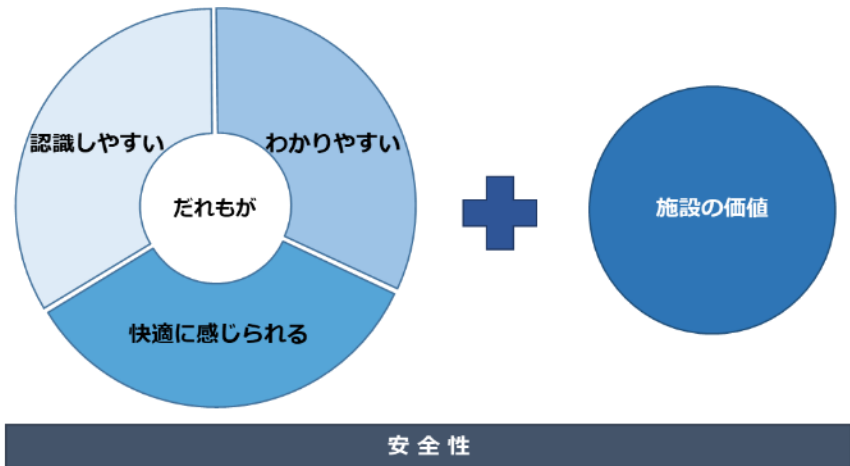 認識しやすい
わかりやすい
だれもが
快適に感じられる
施設の価値
安全性